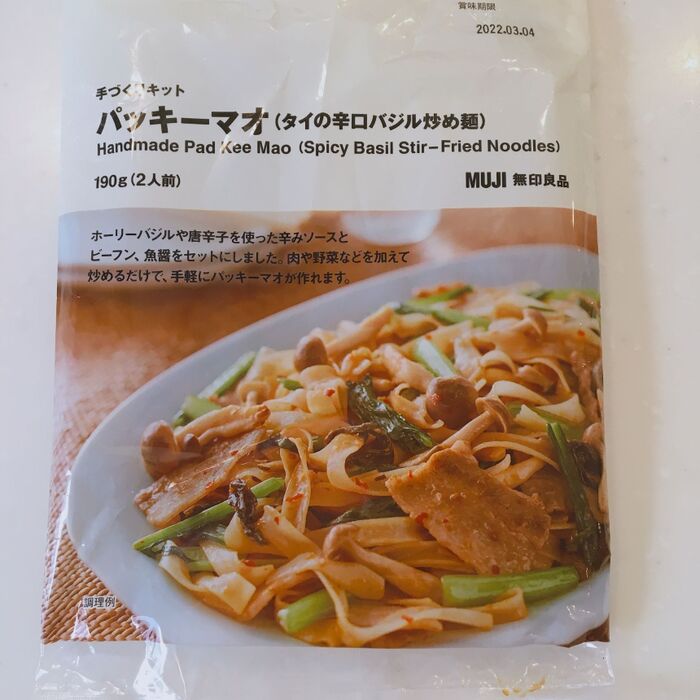 賞味期限
2022.03.04
手づくりキット
パッキーマオ(タイの辛口バジル炒め麺)
Handmade Pad Kee Mao (Spicy Basil Stir-Fried Noodles)
190g(2人前)
MUJI 無印良品
ホーリーバジルや唐辛子を使った辛みソースと
ビーフン、魚醤をセットにしました。肉や野菜などを加えて
炒めるだけで、手軽にパッキーマオが作れます。
調理例